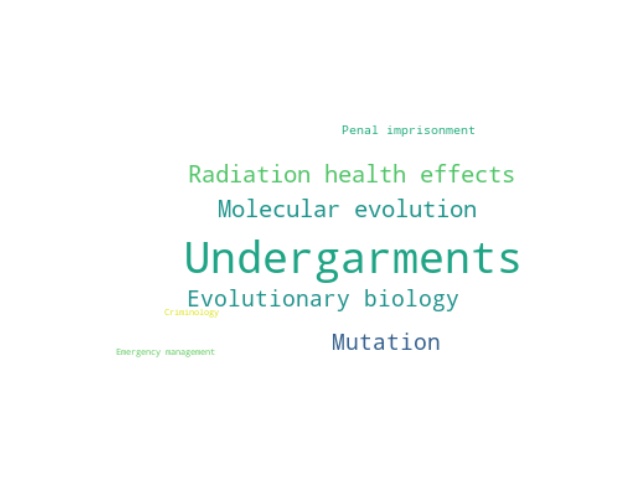 Penal imprisonment
Radiation health effects
Molecular evolution
Undergarments
Evolutionary biology
Criminology
Mutation
Emergency management